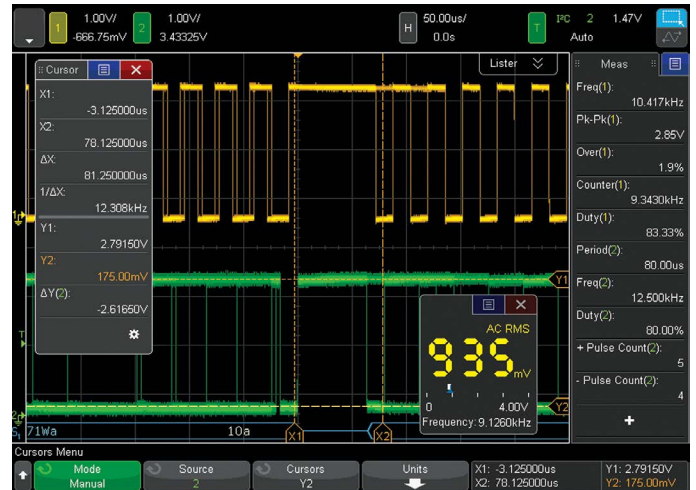 1 1.00V/ -666.75mV
2 1.00V/ 3.43325V
H 50.00us/ 0.0s
T I²C 2 1.47V
Auto
Lister
Cursor
X1:
-3.125000us
X2:
78.125000us
ΔX:
81.250000us
1/ΔX:
12.308kHz
Y1:
2.79150V
Y2:
175.00mV
ΔY(2):
-2.61650V
Meas
Freq(1):
10.417kHz
Pk-Pk(1):
2.85V
Over(1):
1.9%
Counter(1):
9.3430kHz
Duty(1):
83.33%
Period(2):
80.00us
Freq(2):
12.500kHz
Duty(2):
80.00%
+ Pulse Count(2):
5
- Pulse Count(2):
4
+
AC RMS
935 mV
0 4.00V
Frequency: 9.1260kHz
Y1
Y2
T
71Wa 10a
X1 X2
Cursors Menu
Mode
Manual
Source
2
Cursors
Y2
Units
X1: -3.125000us
X2: 78.125000us
Y1: 2.79150V
Y2: 175.00mV